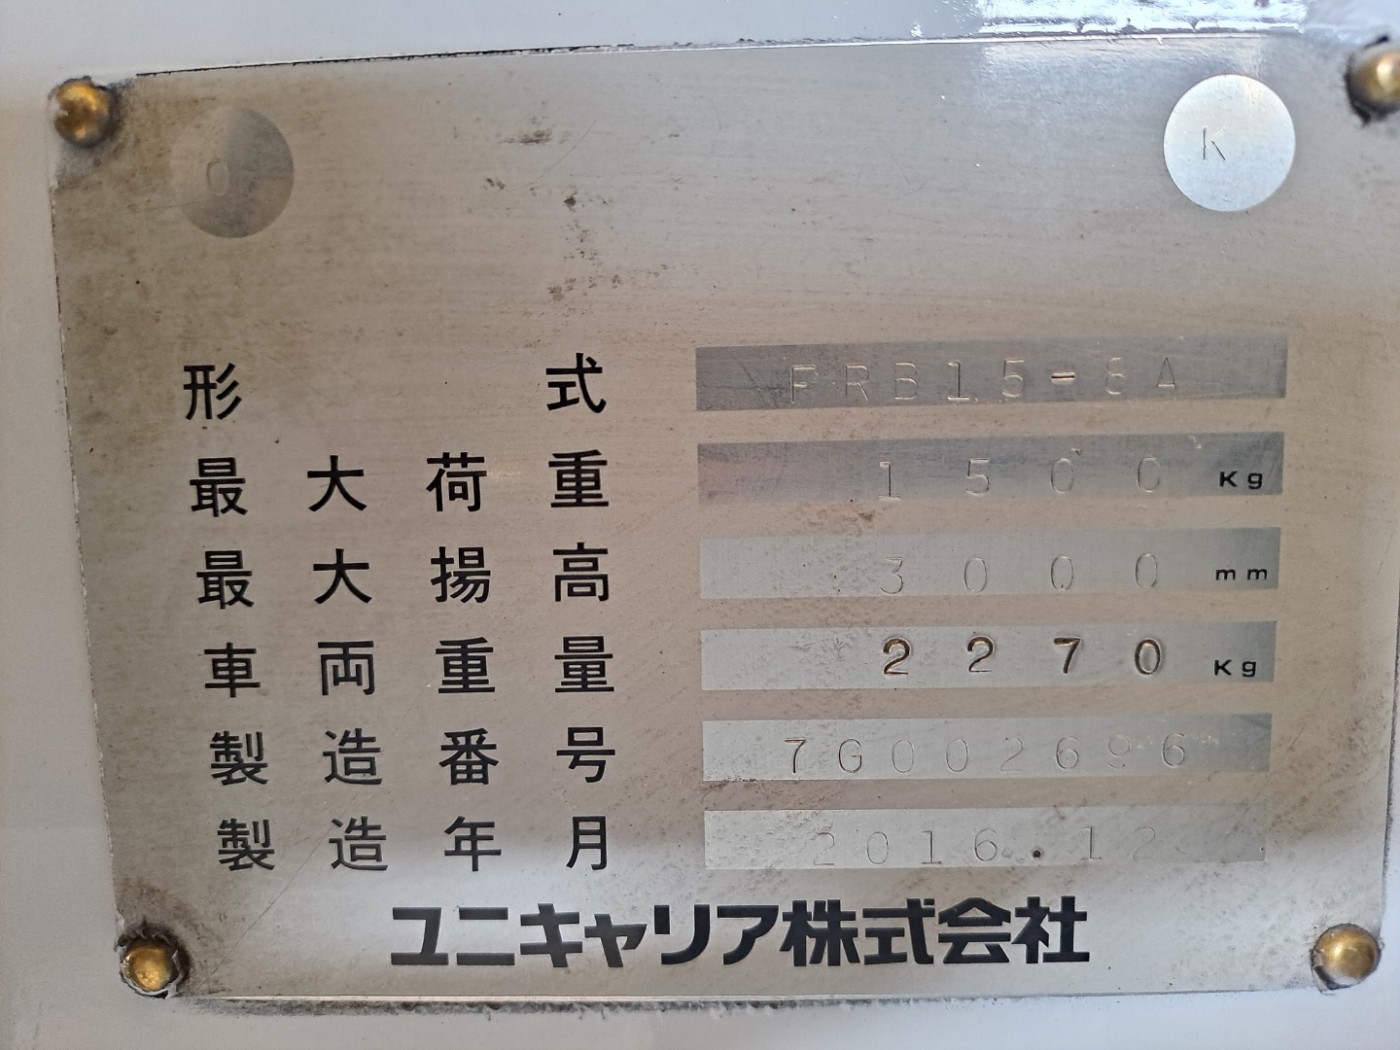 O K
形式 FRB15-8A
最大荷重 1500 Kg
最大揚高 3000 mm
車両重量 2270 Kg
製造番号 7G002696
製造年月 2016.12
ユニキャリア株式会社